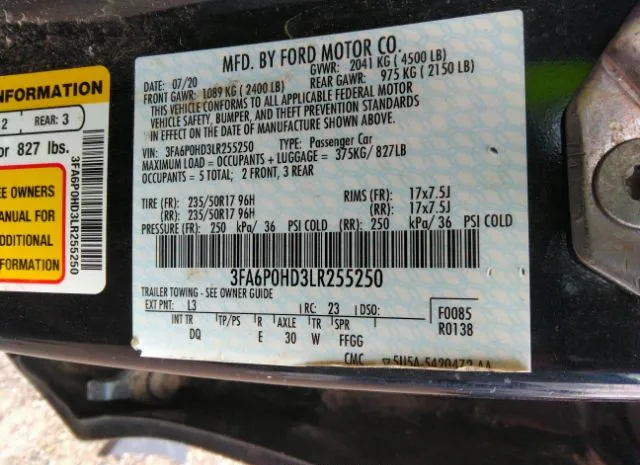 NFORMATION
2 REAR: 3
or 827 lbs.
EE OWNERS
ANUAL FOR
ADDITIONAL
NFORMATION
3FA6P0HD3LR255250
MFD. BY FORD MOTOR CO.
DATE: 07/20 GVWR: 2041 KG ( 4500 LB)
FRONT GAWR: 1089 KG ( 2400 LB) REAR GAWR: 975 KG ( 2150 LB)
THIS VEHICLE CONFORMS TO ALL APPLICABLE FEDERAL MOTOR
VEHICLE SAFETY, BUMPER, AND THEFT PREVENTION STANDARDS
IN EFFECT ON THE DATE OF MANUFACTURE SHOWN ABOVE.
VIN: 3FA6P0HD3LR255250 TYPE: Passenger Car
MAXIMUM LOAD = OCCUPANTS + LUGGAGE = 375KG/ 827LB
OCCUPANTS = 5 TOTAL; 2 FRONT, 3 REAR
TIRE (FR): 235/50R17 96H RIMS (FR): 17x7.5J
(RR): 235/50R17 96H (RR): 17x7.5J
PRESSURE (FR): 250 kPa/ 36 PSI COLD (RR): 250 kPa/ 36 PSI COLD
3FA6P0HD3LR255250
TRAILER TOWING - SEE OWNER GUIDE
EXT PNT: L3 RC: 23 DSO: F0085
INT TR TP/PS R AXLE TR SPR R0138
DQ E 30 W FFGG
CMC